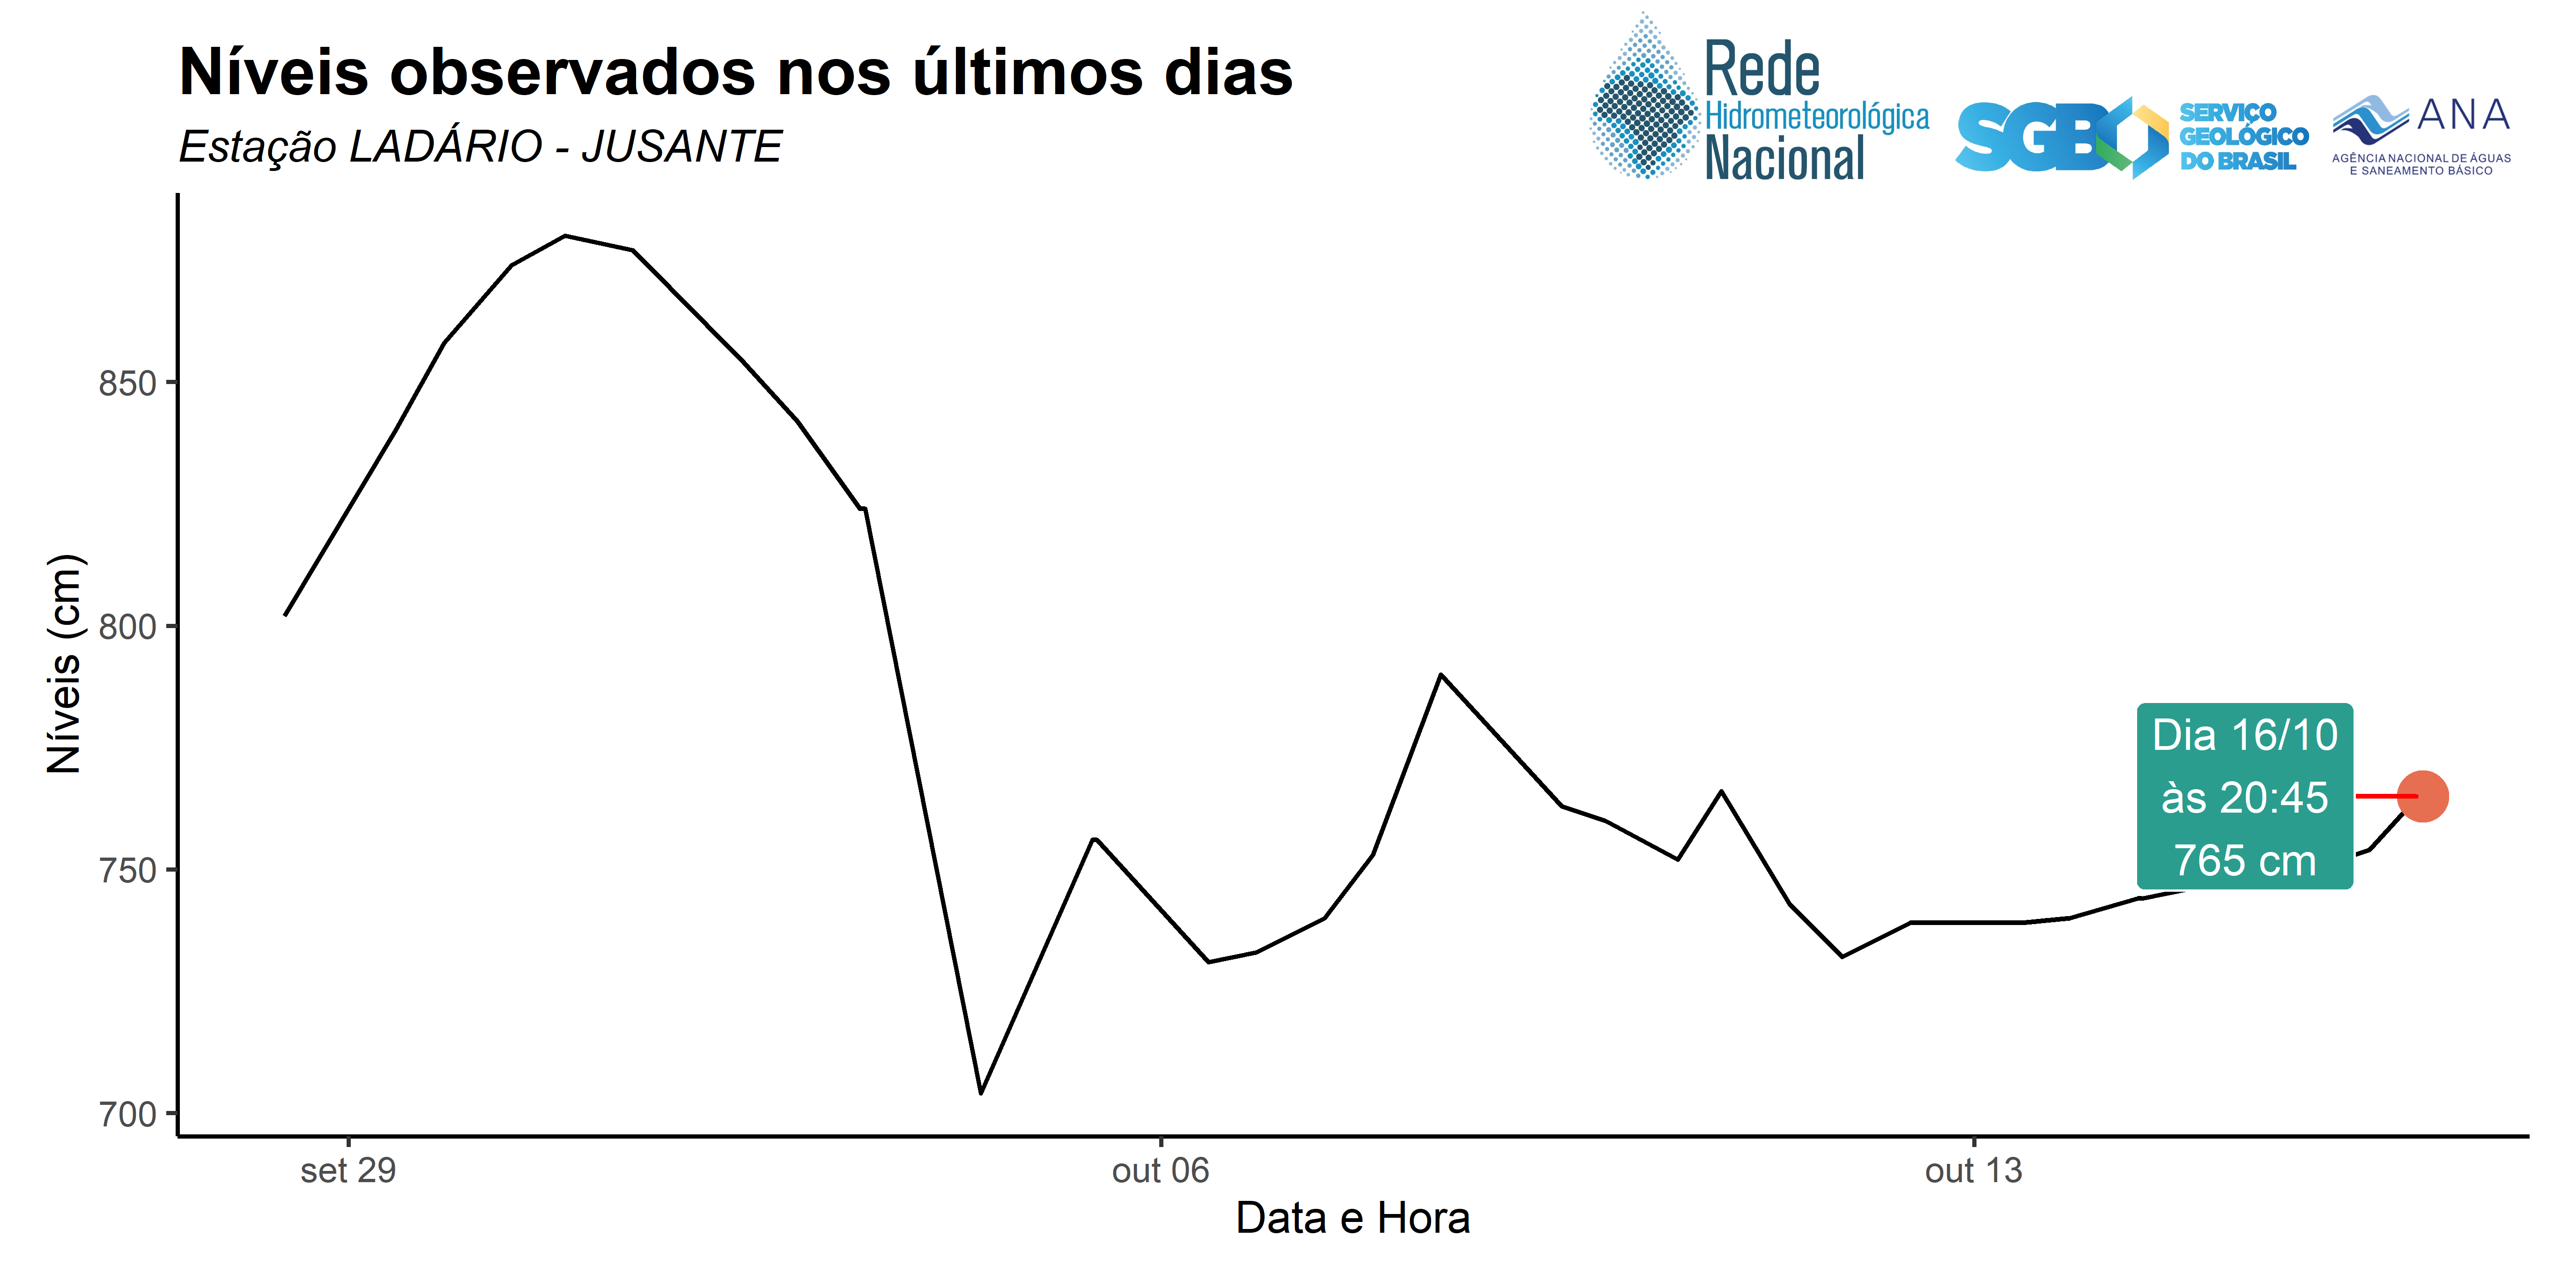 Níveis observados nos últimos dias
Estação LADÁRIO - JUSANTE
Rede
Hidrometeorológica
Nacional
SGB
SERVIÇO
GEOLÓGICO
DO BRASIL
ANA
AGÊNCIA NACIONAL DE ÁGUAS
E SANEAMENTO BÁSICO
Níveis (cm)
850
800
750
700
Dia 16/10
às 20:45
765 cm
set 29
out 06
out 13
Data e Hora